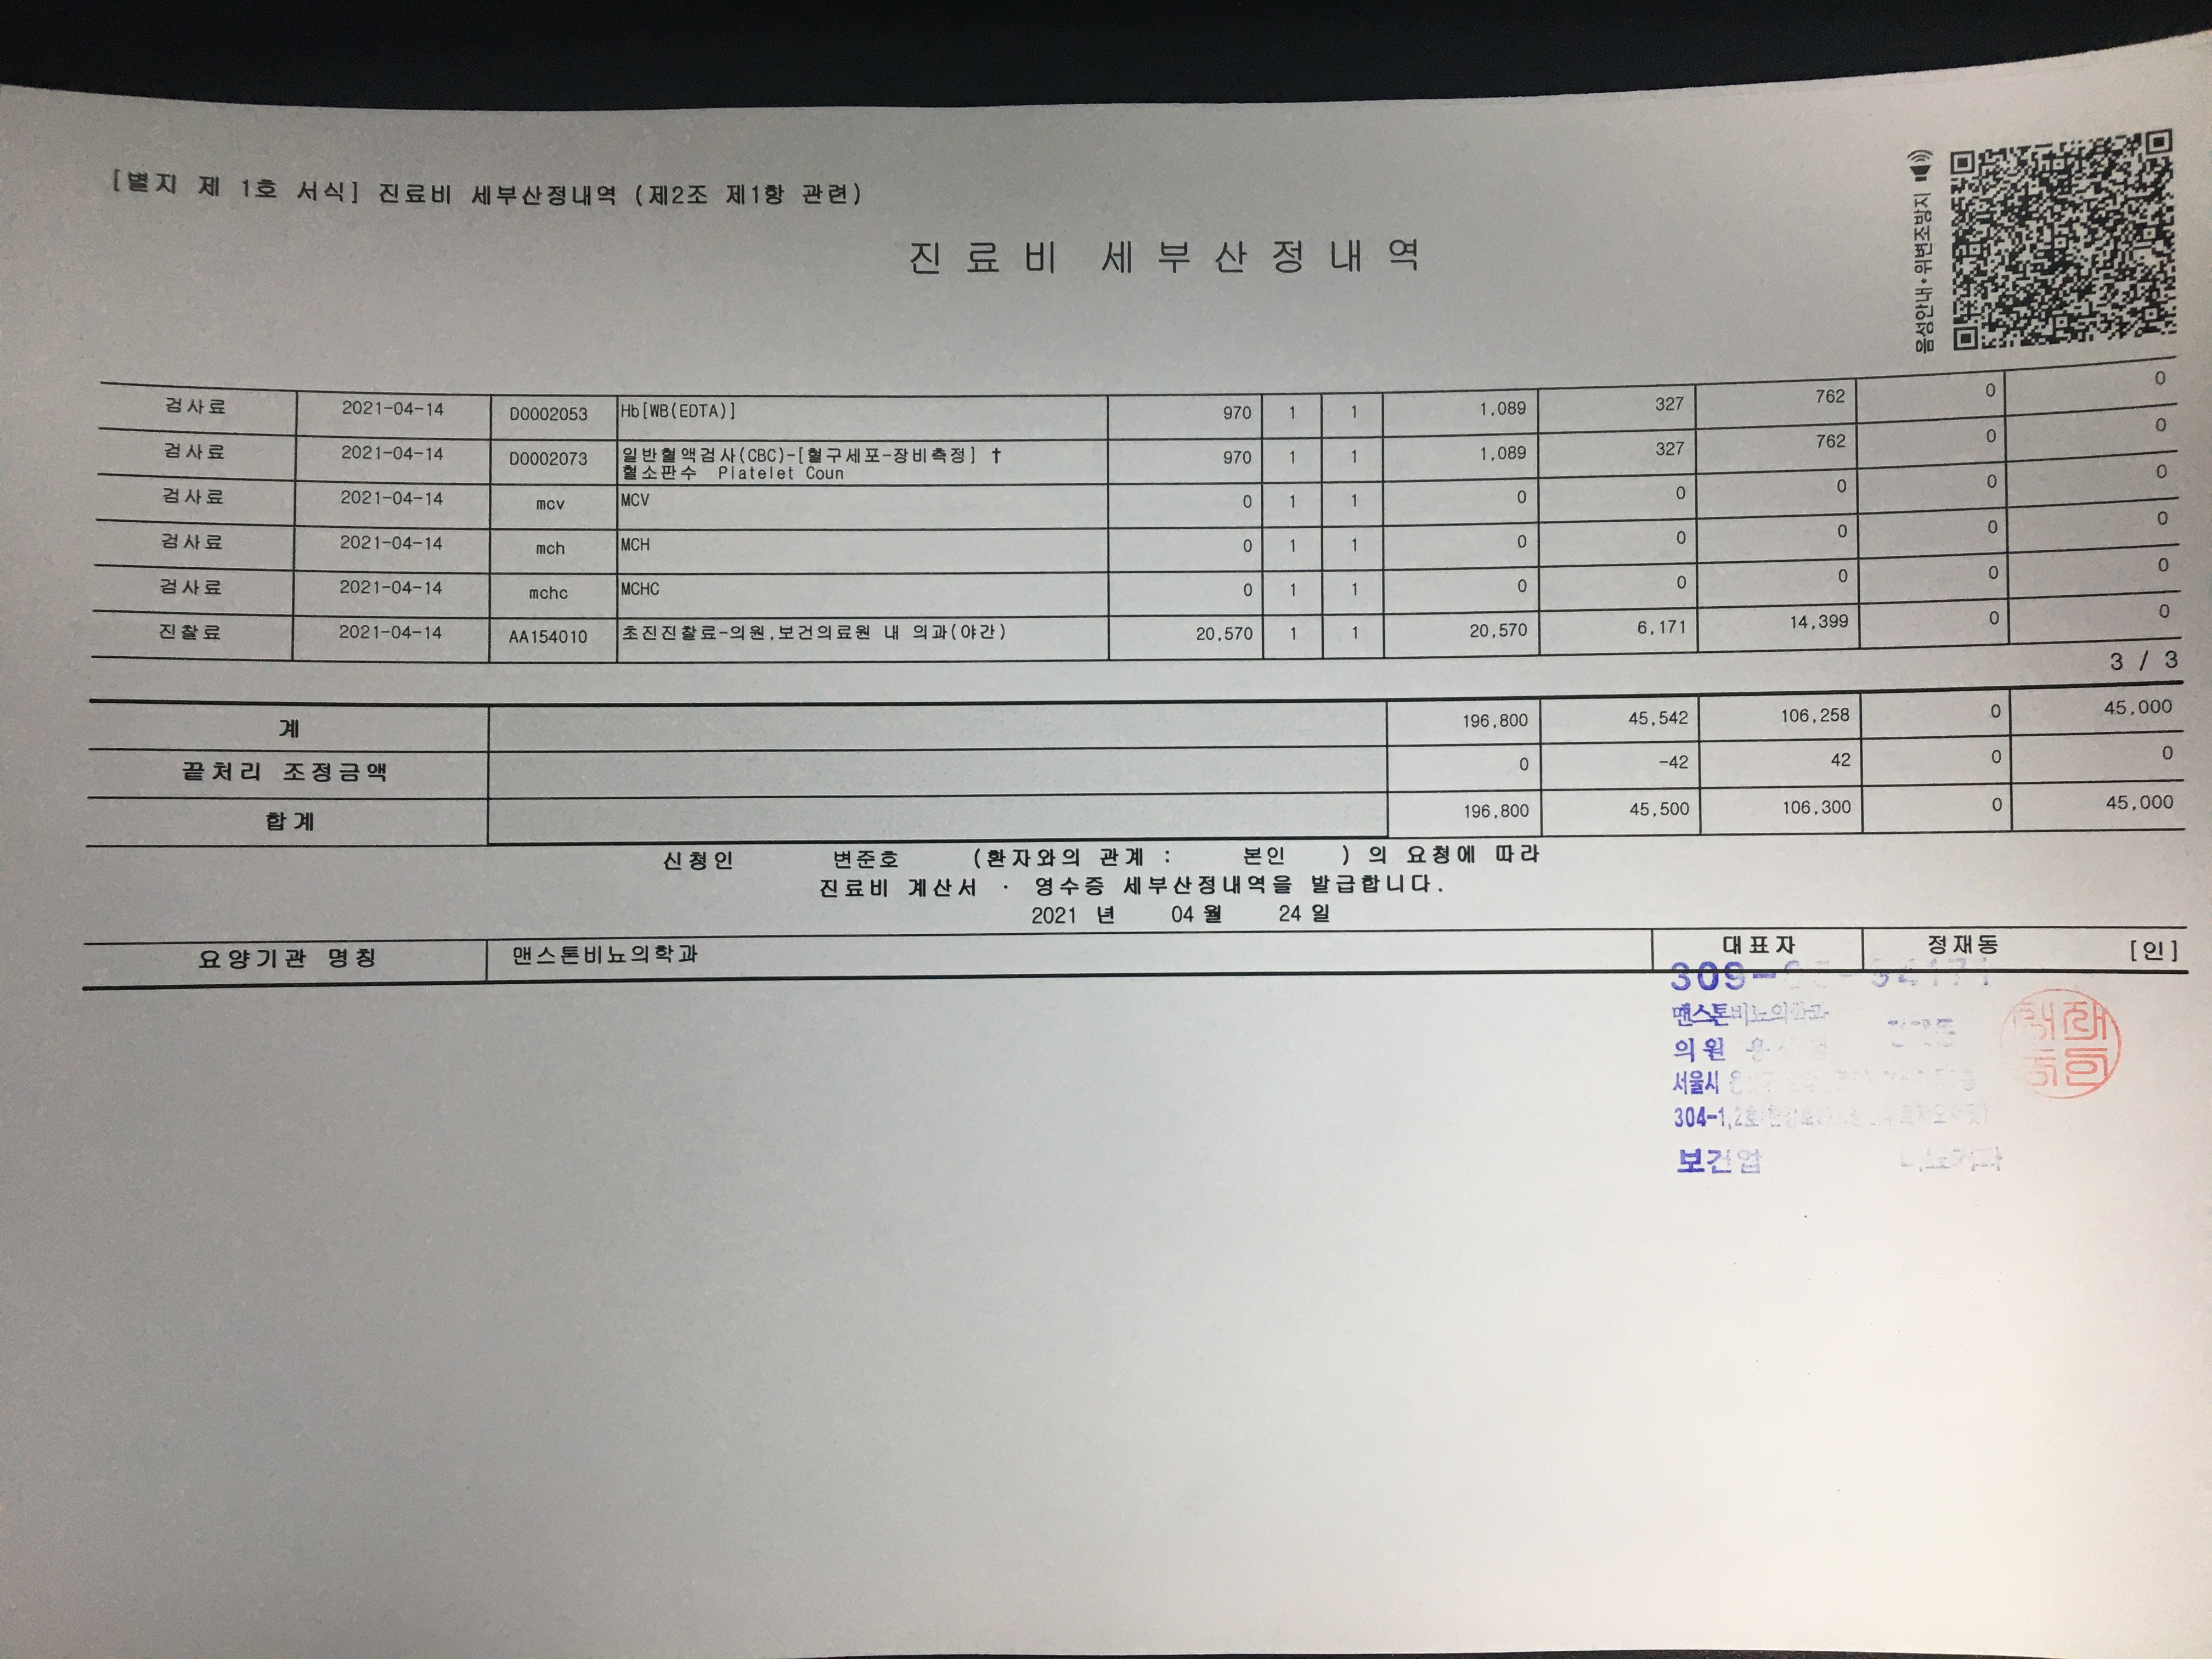 [별지 제 1호 서식] 진료비 세부산정내역 (제2조 제1항 관련)
진료비 세부산정내역
음성안내·위변조방지
검사료 2021-04-14 D0002053 Hb[WB(EDTA)] 970 1 1 1,089 327 762 0 0
검사료 2021-04-14 D0002073 일반혈액검사(CBC)-[혈구세포-장비측정] †
혈소판수 Platelet Coun 970 1 1 1,089 327 762 0 0
검사료 2021-04-14 mcv MCV 0 1 1 0 0 0 0 0
검사료 2021-04-14 mch MCH 0 1 1 0 0 0 0 0
검사료 2021-04-14 mchc MCHC 0 1 1 0 0 0 0 0
진찰료 2021-04-14 AA154010 초진진찰료-의원,보건의료원 내 의과(야간) 20,570 1 1 20,570 6,171 14,399 0 0
3 / 3
계 196,800 45,542 106,258 0 45,000
끝처리 조정금액 0 -42 42 0 0
합계 196,800 45,500 106,300 0 45,000
신청인 변준호 (환자와의 관계: 본인 ) 의 요청에 따라
진료비 계산서 · 영수증 세부산정내역을 발급합니다.
2021 년 04 월 24 일
요양기관 명칭 맨스톤비뇨의학과 대표자 정재동 [인]
309-
맨스톤비뇨의학과
의원
서울시
304-1,2호
보건업